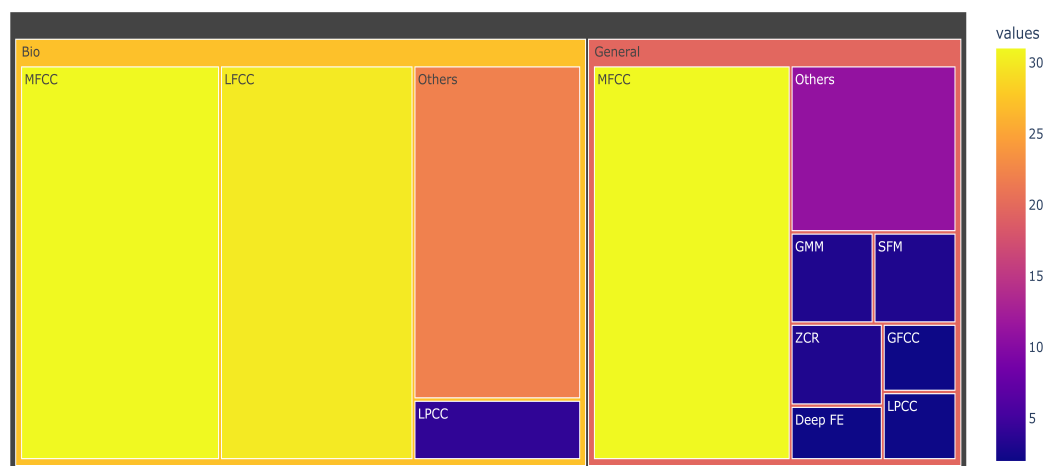 values
Bio
General
MFCC
LFCC
Others
MFCC
Others
GMM
SFM
ZCR
GFCC
LPCC
LPCC
Deep FE
30
25
20
15
10
5